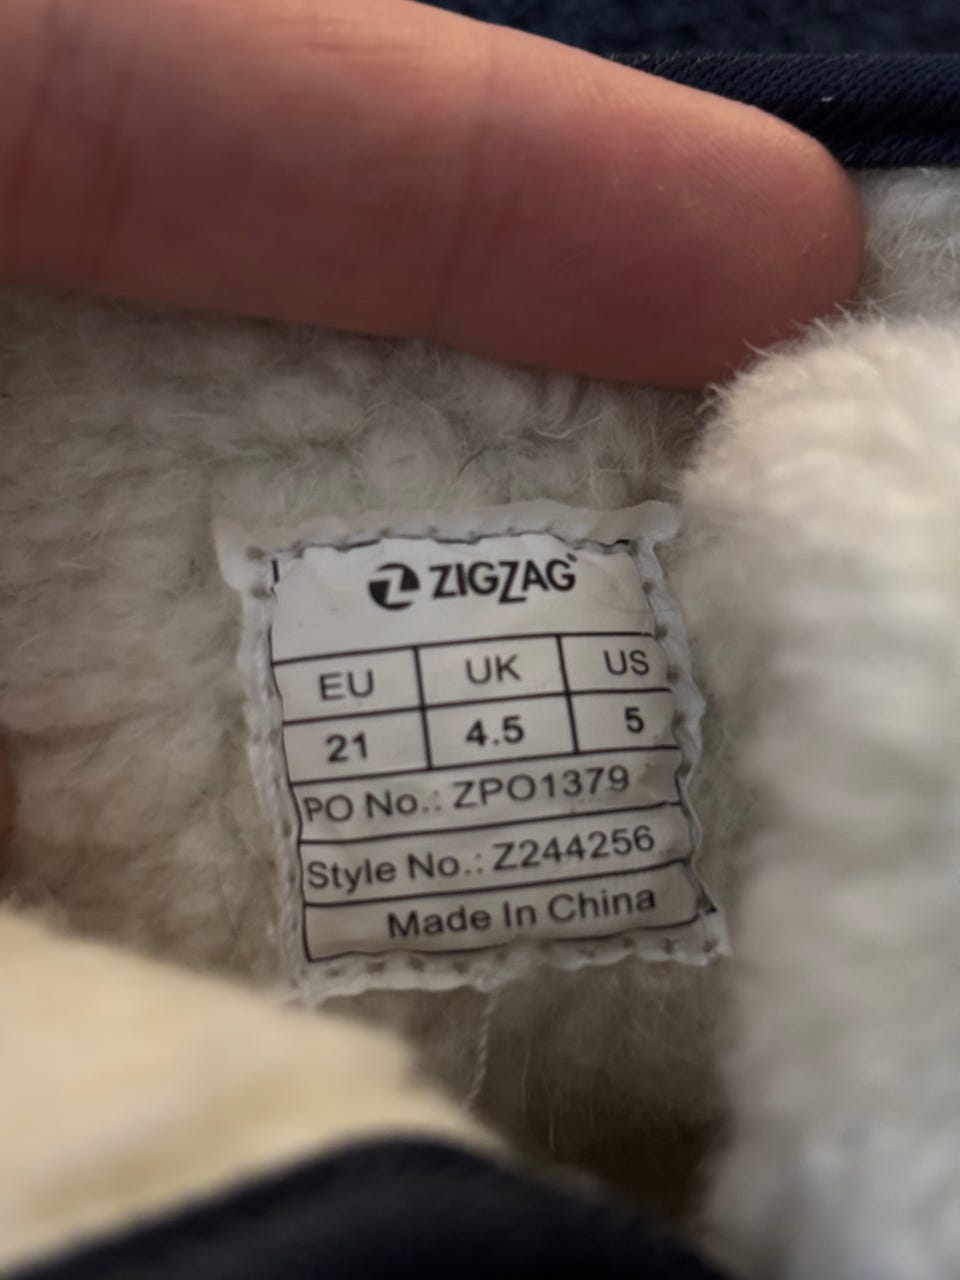 ZIGZAG
EU UK US
21 4.5 5
PO No.: ZPO1379
Style No.: Z244256
Made In China